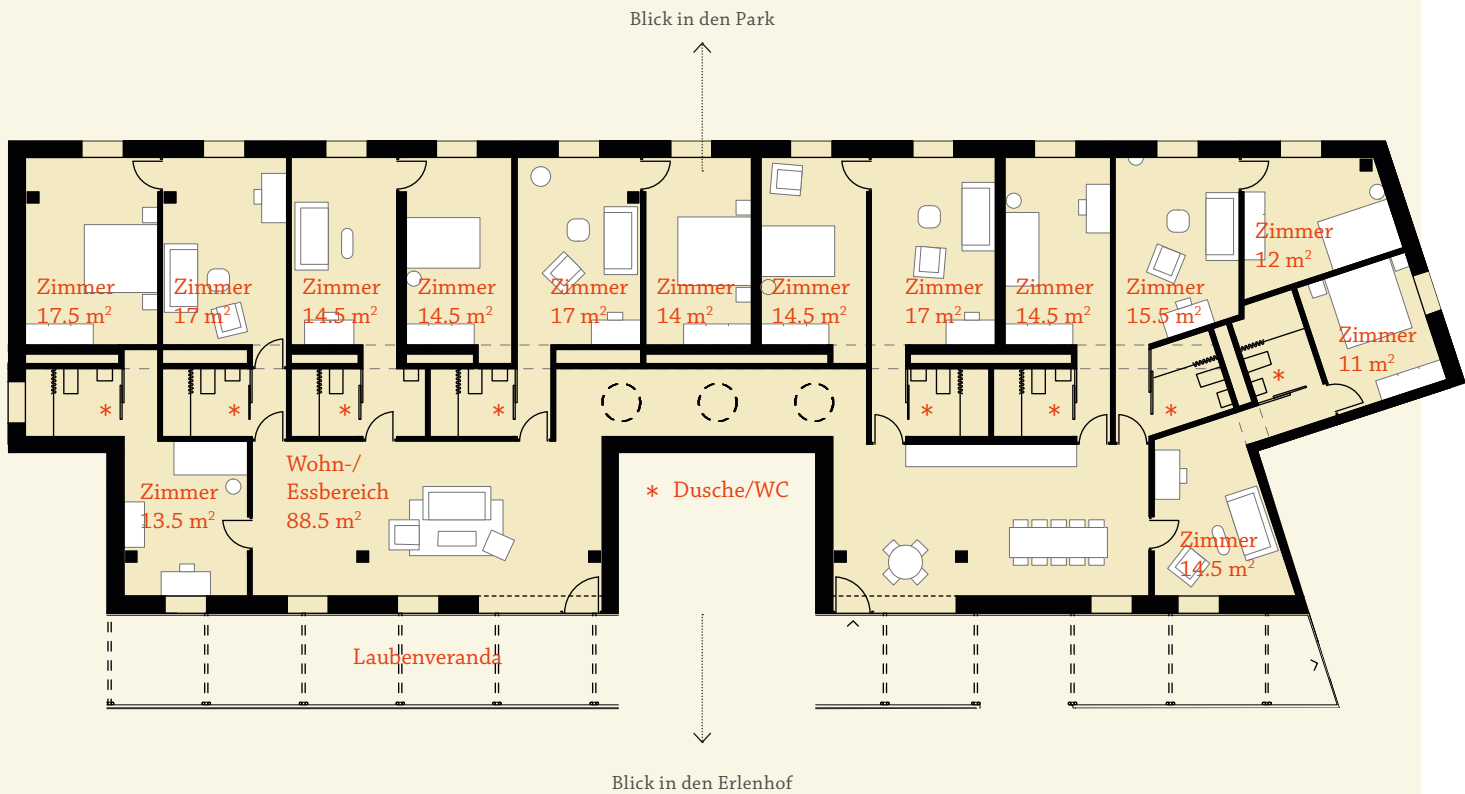 Blick in den Park
Zimmer
17.5 m²
Zimmer
17 m²
Zimmer
14.5 m²
Zimmer
14.5 m²
Zimmer
17 m²
Zimmer
14 m²
Zimmer
14.5 m²
Zimmer
17 m²
Zimmer
14.5 m²
Zimmer
15.5 m²
Zimmer
12 m²
Zimmer
11 m²
*
*
*
*
*
*
*
*
Zimmer
13.5 m²
Wohn-/
Essbereich
88.5 m²
* Dusche/WC
Zimmer
14.5 m²
Laubenveranda
Blick in den Erlenhof